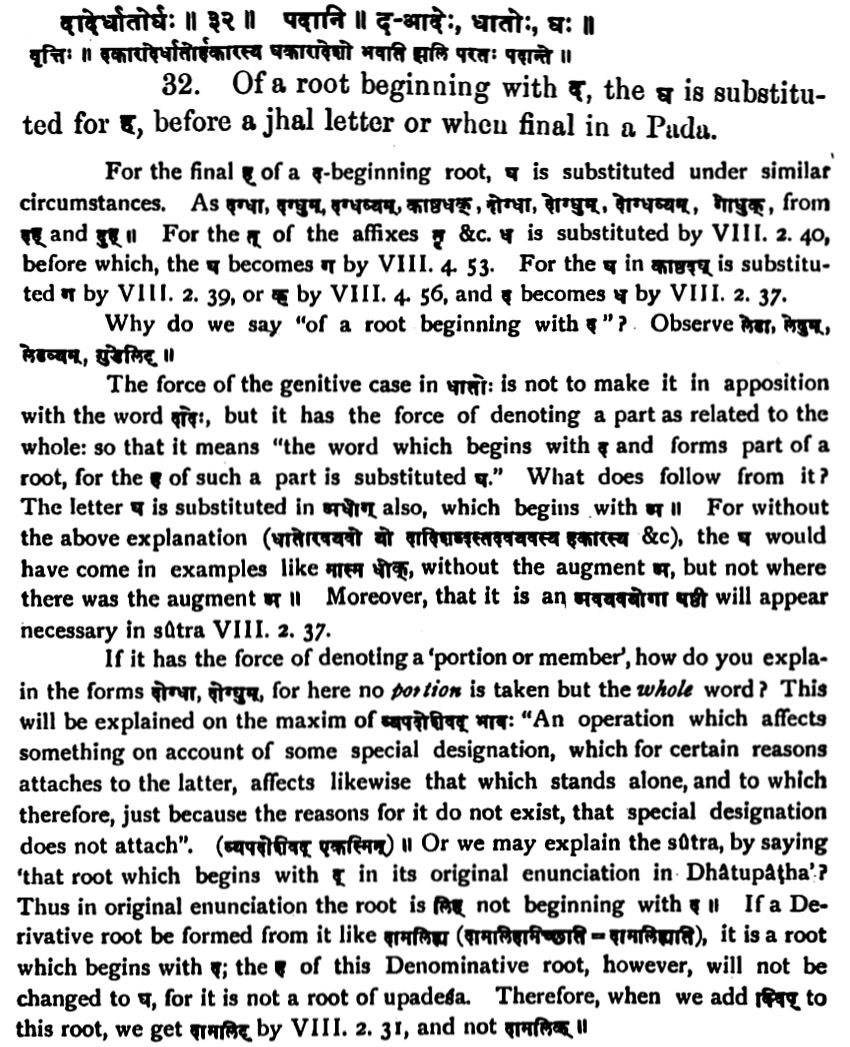 दादेर्धातोर्घः ॥ ३२ ॥ पदानि ॥ द-आदेः, धातोः, घः ॥
वृत्तिः ॥ दकारादेर्धातोर्हकारस्य घकारादेशो भवति झलि परतः पदान्ते ॥
32. Of a root beginning with द्, the घ is substitu-
ted for ह्, before a jhal letter or when final in a Pada.
For the final ह् of a द-beginning root, घ is substituted under similar
circumstances. As दग्धा, दग्धुम्, दग्धव्यम्, काष्ठधक्, दोग्धा, दोग्धुम्, दोग्धव्यम्, गोधुक्, from
दह् and दुह् ॥ For the त् of the affixes तृ &c. ध is substituted by VIII. 2. 40,
before which, the घ becomes ग by VIII. 4. 53. For the घ in काष्ठदघ् is substitu-
ted ग by VIII. 2. 39, or क् by VIII. 4. 56, and द becomes ध by VIII. 2. 37.
Why do we say "of a root beginning with द"? Observe लेढा, लेढुम्,
लेढव्यम्, गुडलिट् ॥
The force of the genitive case in धातोः is not to make it in apposition
with the word दादेः, but it has the force of denoting a part as related to the
whole: so that it means "the word which begins with द and forms part of a
root, for the ह of such a part is substituted घ." What does follow from it?
The letter घ is substituted in अधोग् also, which begins with अ ॥ For without
the above explanation (धातोरवयवो यो दादिशब्दस्तदवयवस्य हकारस्य &c), the घ would
have come in examples like मास्म धोक्, without the augment अ, but not where
there was the augment अ ॥ Moreover, that it is an अवयवयोगा षष्ठी will appear
necessary in sûtra VIII. 2. 37.
If it has the force of denoting a 'portion or member', how do you expla-
in the forms दोग्धा, दोग्धुम्, for here no portion is taken but the whole word? This
will be explained on the maxim of व्यपदेशिवद् भावः "An operation which affects
something on account of some special designation, which for certain reasons
attaches to the latter, affects likewise that which stands alone, and to which
therefore, just because the reasons for it do not exist, that special designation
does not attach". (व्यपदेशिवद् एकस्मिन्) ॥ Or we may explain the sûtra, by saying
'that root which begins with द् in its original enunciation in Dhâtupâṭha'?
Thus in original enunciation the root is लिह् not beginning with द ॥ If a De-
rivative root be formed from it like दामलिह्य (दामलिहमिच्छति = दामलिह्यति), it is a root
which begins with द; the ह of this Denominative root, however, will not be
changed to घ, for it is not a root of upadeśa. Therefore, when we add क्विप् to
this root, we get दामलिट् by VIII. 2. 31, and not दामलिक् ॥